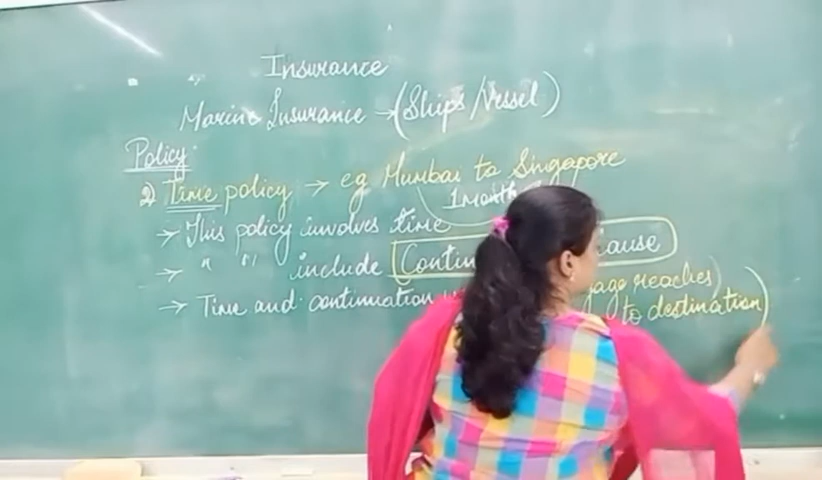 Insurance
Marine Insurance → (Ships/Vessel)
Policy
2) Time policy → eg Mumbai to Singapore
1 month
→ This policy involves time
→ " " include Contin ause
→ Time and continuation reaches
to destination)